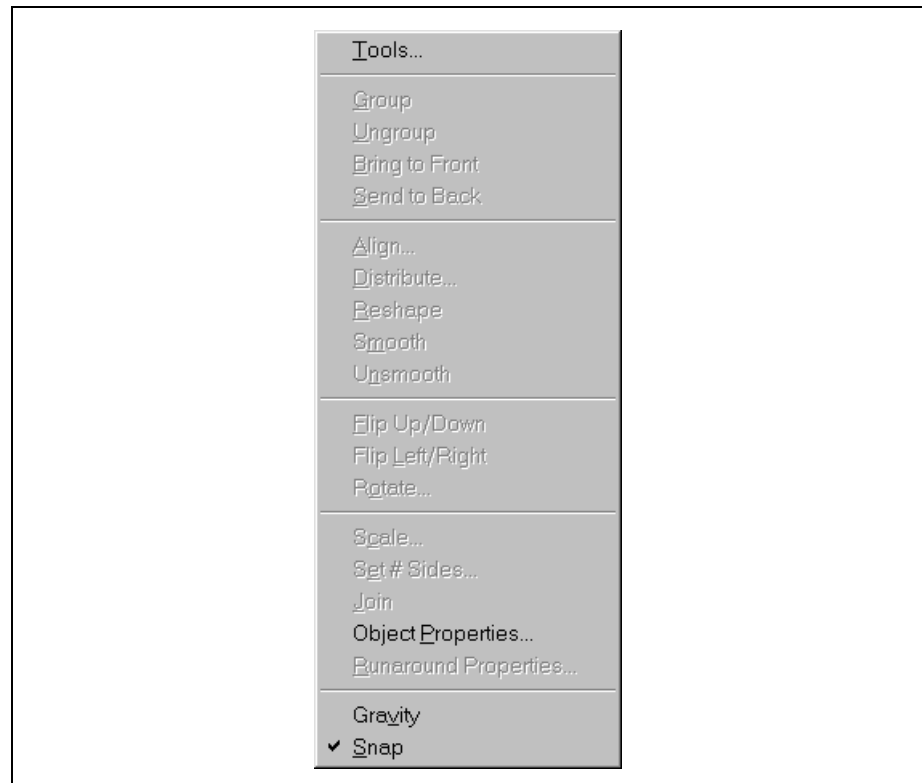 Tools...
Group
Ungroup
Bring to Front
Send to Back
Align...
Distribute...
Reshape
Smooth
Unsmooth
Flip Up/Down
Flip Left/Right
Rotate...
Scale...
Set # Sides...
Join
Object Properties...
Runaround Properties...
Gravity
Snap